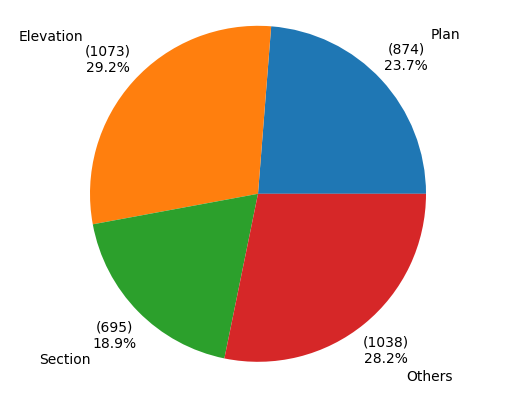 Plan
(874)
23.7%
Elevation
(1073)
29.2%
(695)
18.9%
Section
(1038)
28.2%
Others